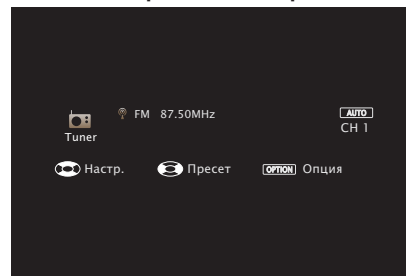 FM 87.50MHz
AUTO
CH 1
Tuner
Настр. Пресет OPTION Опция